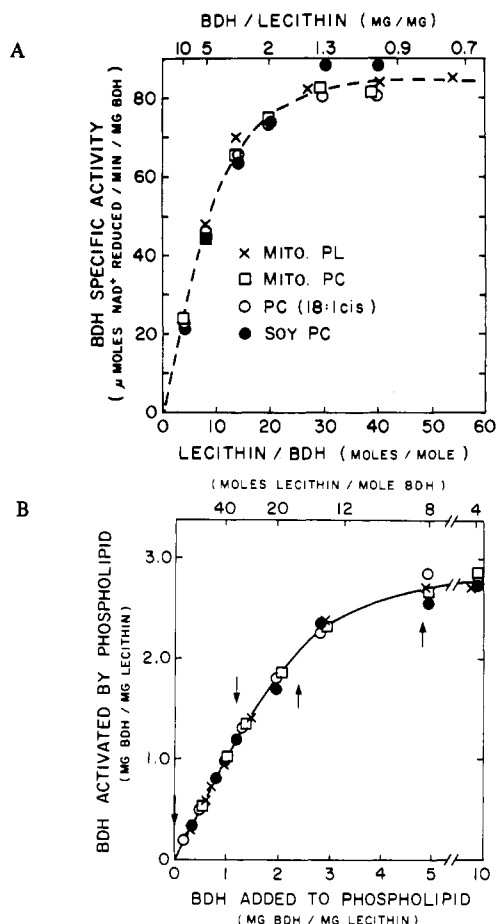 A
BDH / LECITHIN (MG/MG)
10 5 2 1.3 0.9 0.7
BDH SPECIFIC ACTIVITY
( μ MOLES NAD⁺ REDUCED / MIN / MG BDH )
80
60
40
20
0
× MITO. PL
□ MITO. PC
○ PC (18:1cis)
● SOY PC
0 10 20 30 40 50 60
LECITHIN / BDH (MOLES / MOLE)
B
(MOLES LECITHIN / MOLE BDH)
40 20 12 8 4
BDH ACTIVATED BY PHOSPHOLIPID
(MG BDH / MG LECITHIN)
3.0
2.0
1.0
0
0 1 2 3 4 5 10
BDH ADDED TO PHOSPHOLIPID
(MG BDH / MG LECITHIN)